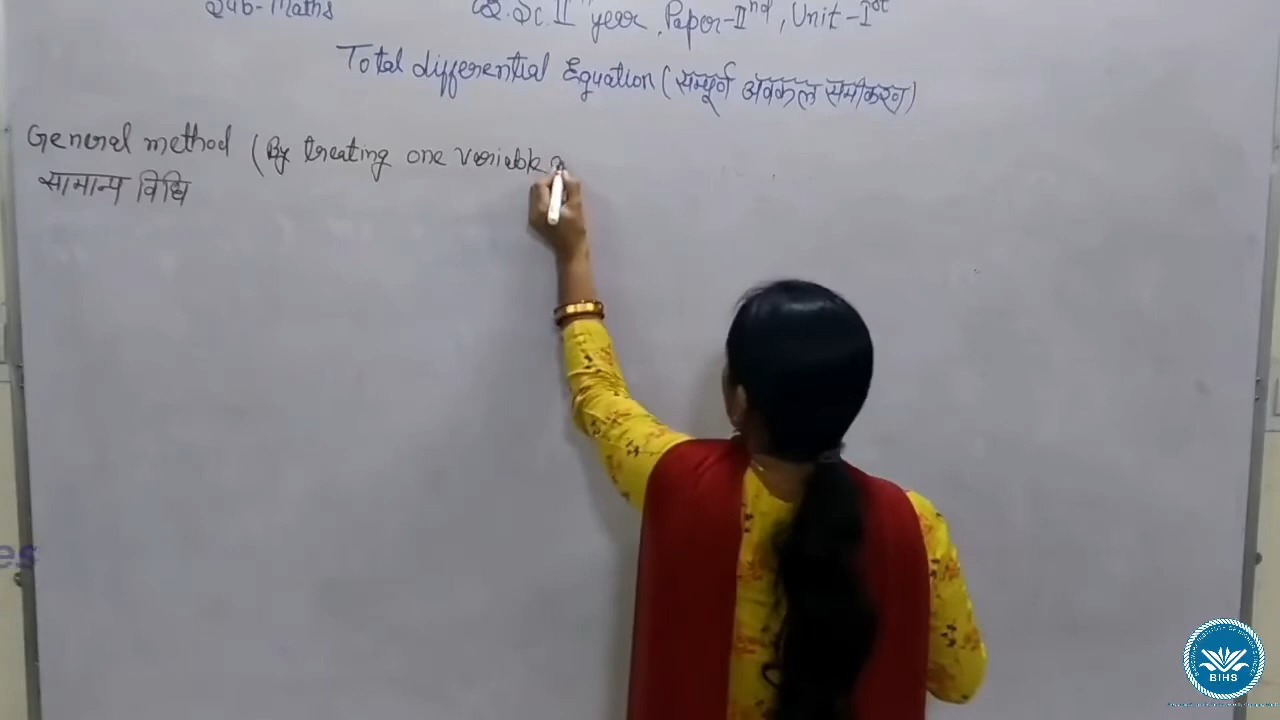 Sub-Maths B.Sc. II year, Paper-IInd, Unit-Ist
Total differential Equation (सम्पूर्ण अवकल समीकरण)
General method (By treating one variable
सामान्य विधि
es
BIHS